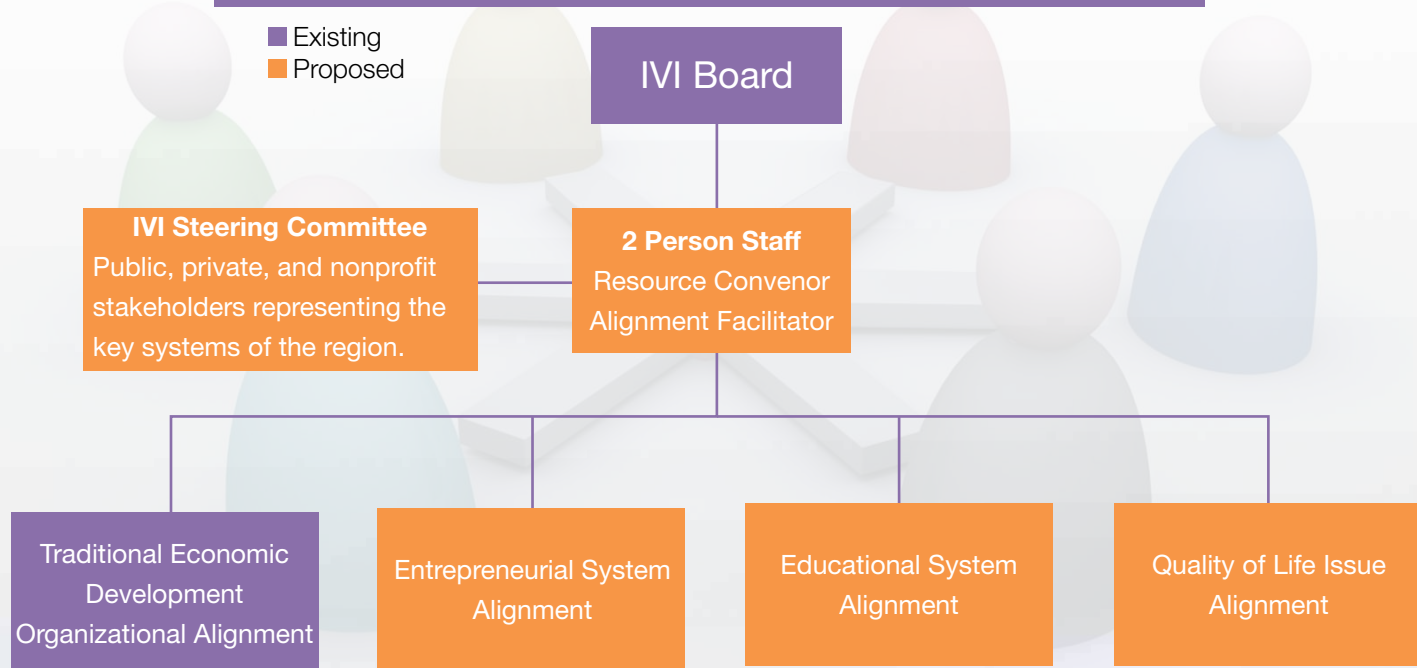 Existing
Proposed
IVI Board
IVI Steering Committee
Public, private, and nonprofit
stakeholders representing the
key systems of the region.
2 Person Staff
Resource Convenor
Alignment Facilitator
Traditional Economic
Development
Organizational Alignment
Entrepreneurial System
Alignment
Educational System
Alignment
Quality of Life Issue
Alignment